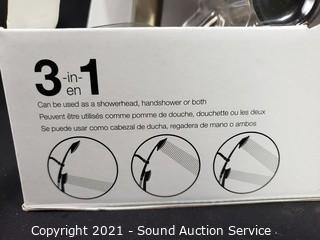 3-in-1
en
Can be used as a showerhead, handshower or both
Peuvent être utilisés comme pomme de douche, douchette ou les deux
Se puede usar como cabezal de ducha, regadera de mano o ambos
Copyright 2021 - Sound Auction Service